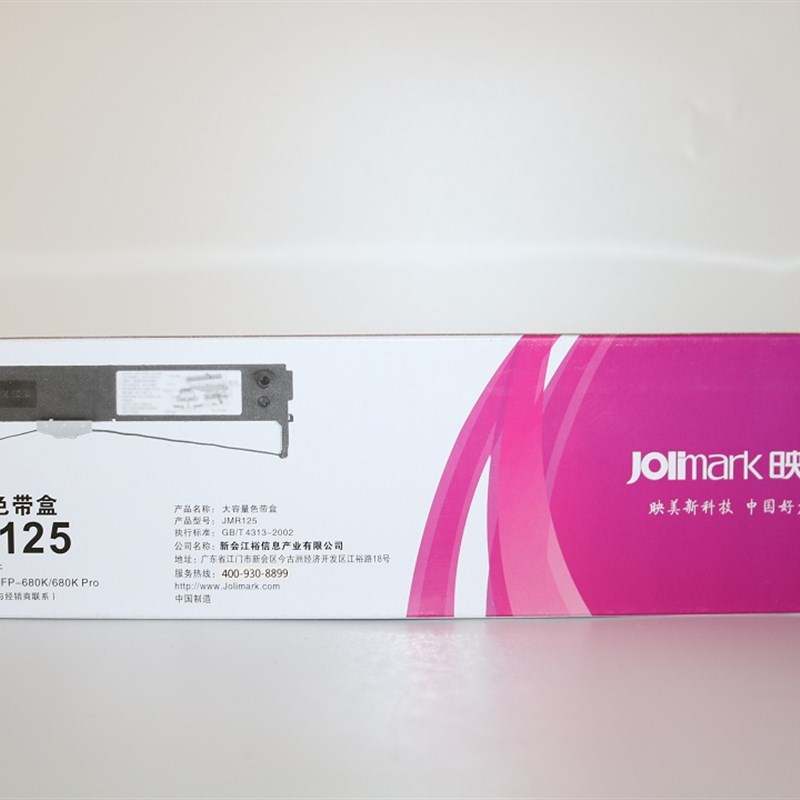 色带盒
125
FP-680K/680K Pro
与经销商联系）
产品名称： 大容量色带盒
产品型号： JMR125
执行标准： GB/T 4313-2002
公司名称： 新会江裕信息产业有限公司
地址： 广东省江门市新会区今古洲经济开发区江裕路18号
服务热线： 400-930-8899
http://www.Jolimark.com
中国制造
Jolimark 映
映美新科技 中国好